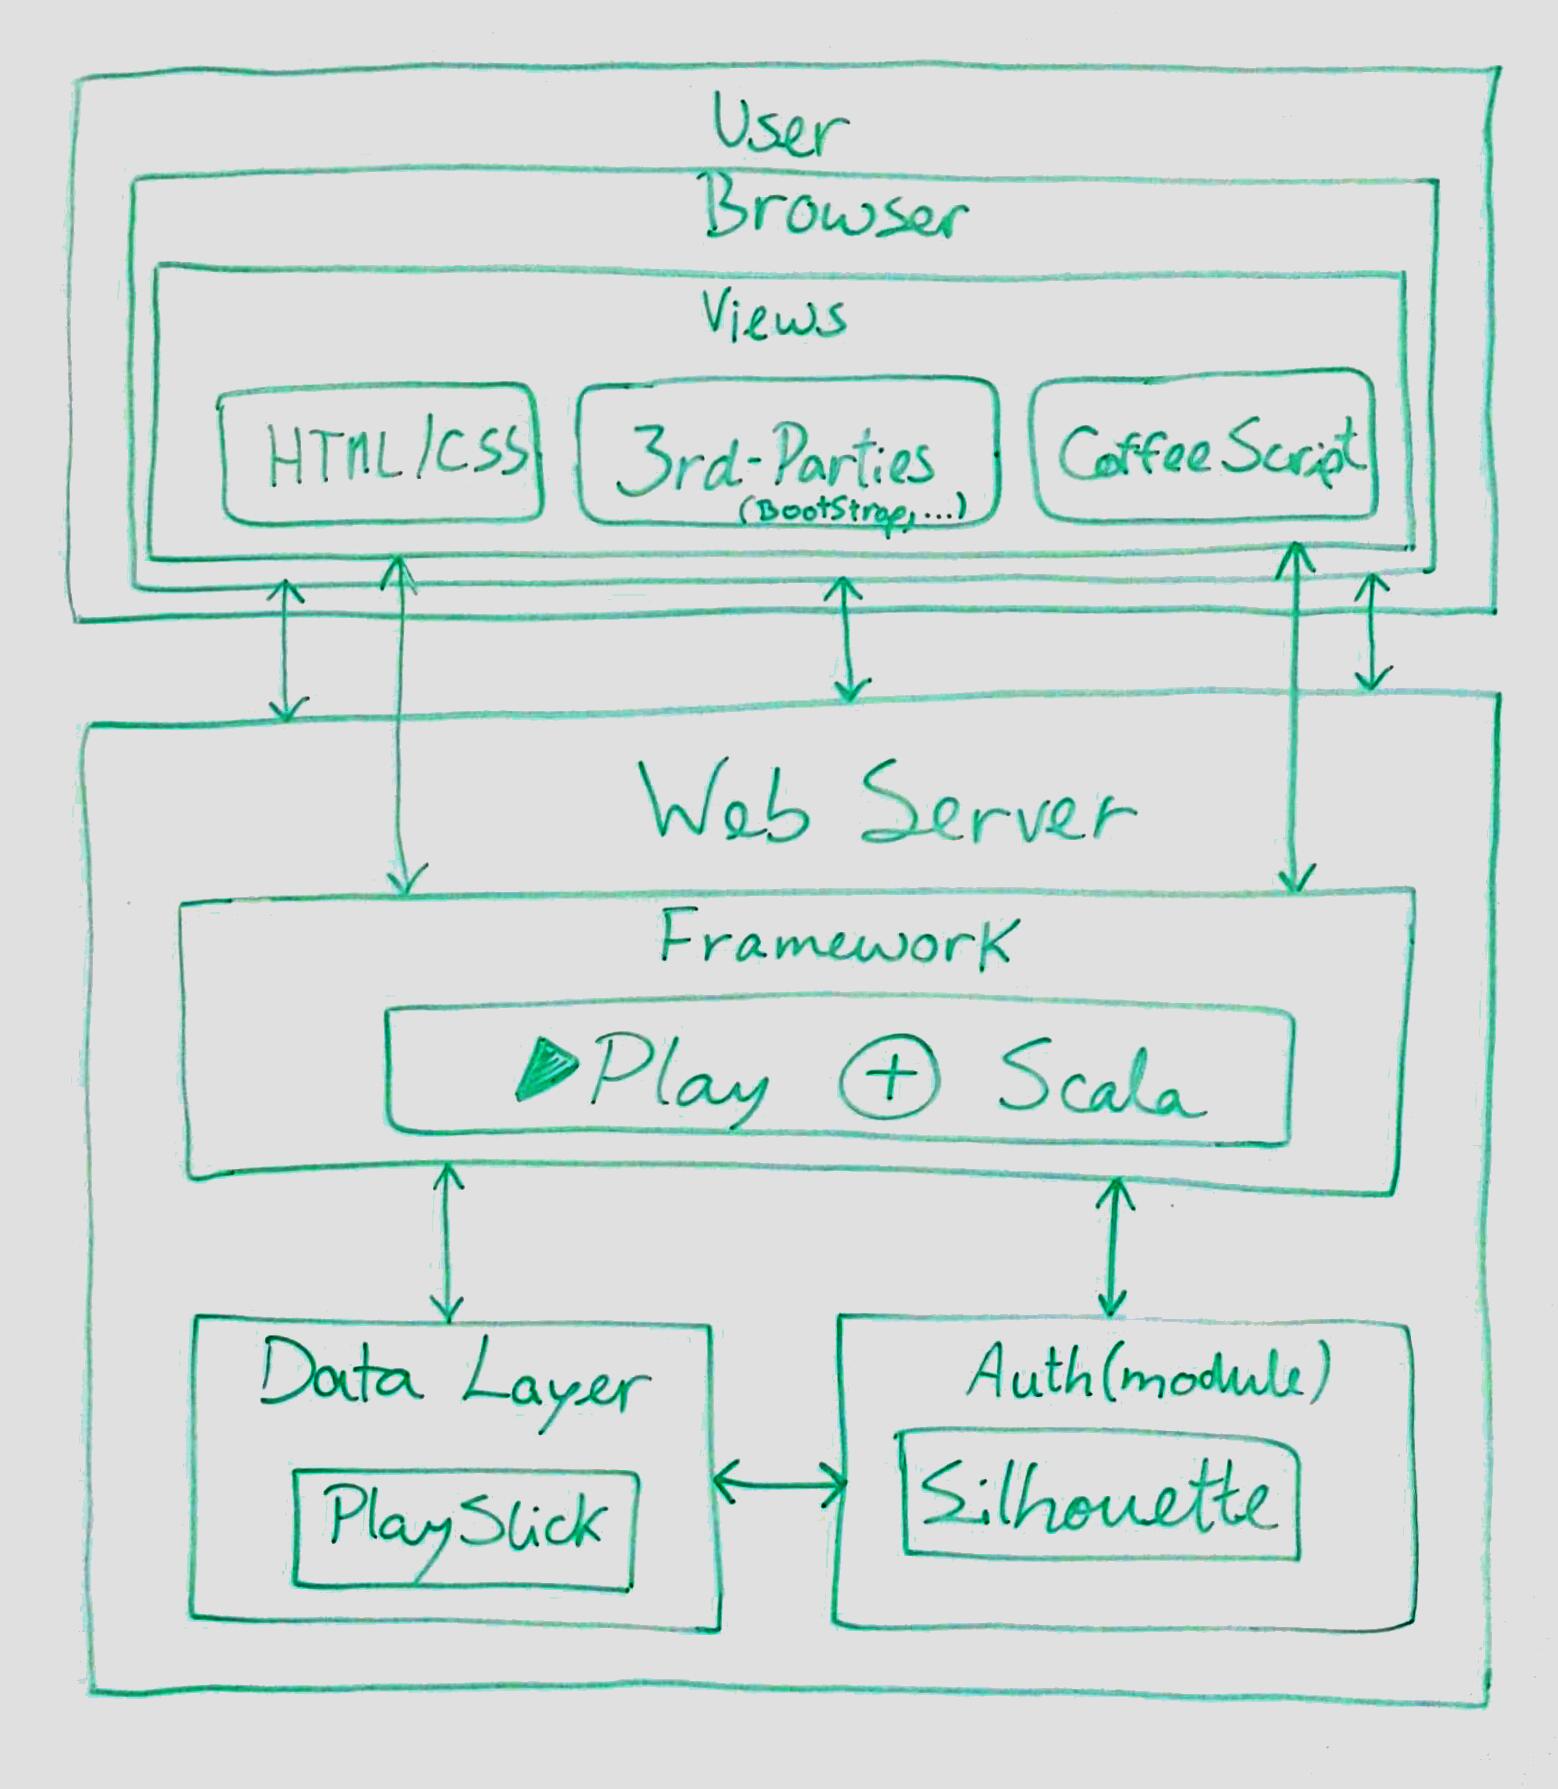 User
Browser
Views
HTML/CSS
3rd-Parties
(BootStrap,...)
CoffeeScript
Web Server
Framework
Play + Scala
Data Layer
PlaySlick
Auth(module)
Silhouette